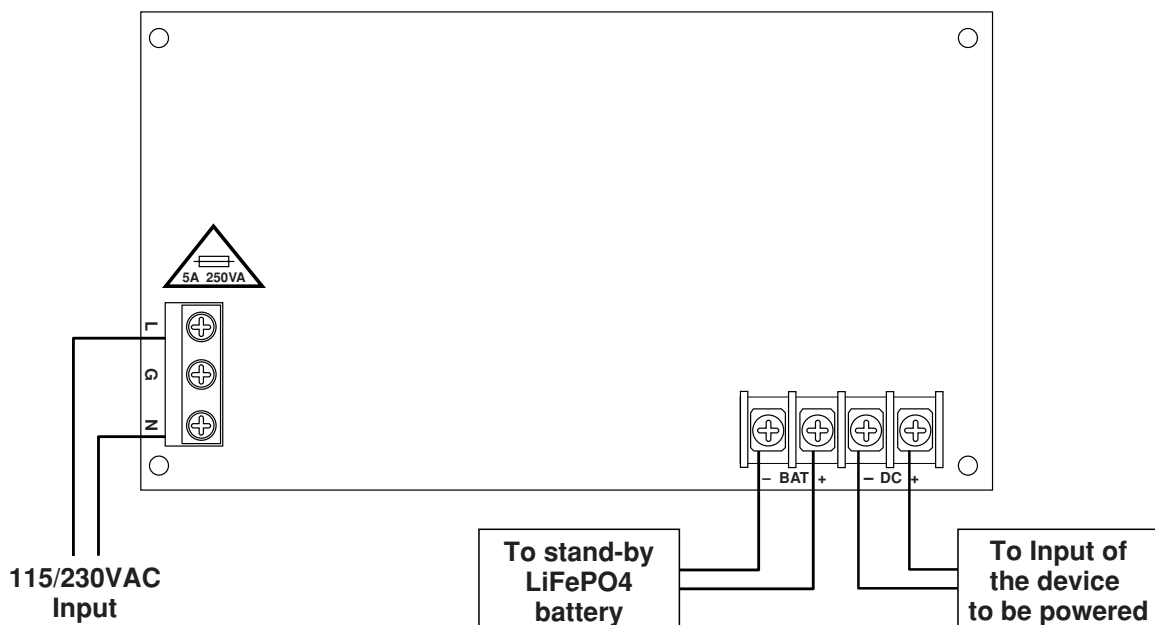 5A 250VA
L
G
N
– BAT + – DC +
115/230VAC
Input
To stand-by
LiFePO4
battery
To Input of
the device
to be powered